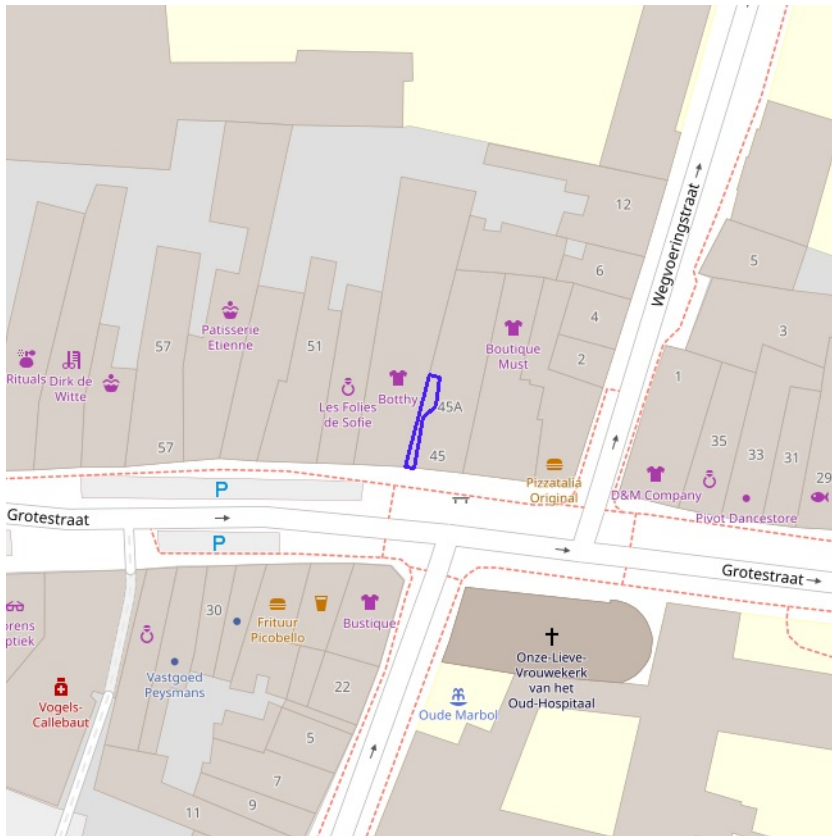 12
Wegvoeringstraat
5
6
4
3
Patisserie
Etienne
57
51
Boutique
Must
2
Rituals
Dirk de
Witte
1
Botthy
Les Folies
de Sofie
45A
57
45
35
33
31
29
Pizzatalia
Original
D&M Company
Pivot Dancestore
P
Grotestraat
P
Grotestraat
30
Frituur
Picobello
Bustique
orens
ptiek
Vastgoed
Peysmans
22
Onze-Lieve-
Vrouwekerk
van het
Oud-Hospitaal
Vogels-
Callebaut
Oude Marbol
5
7
9
11